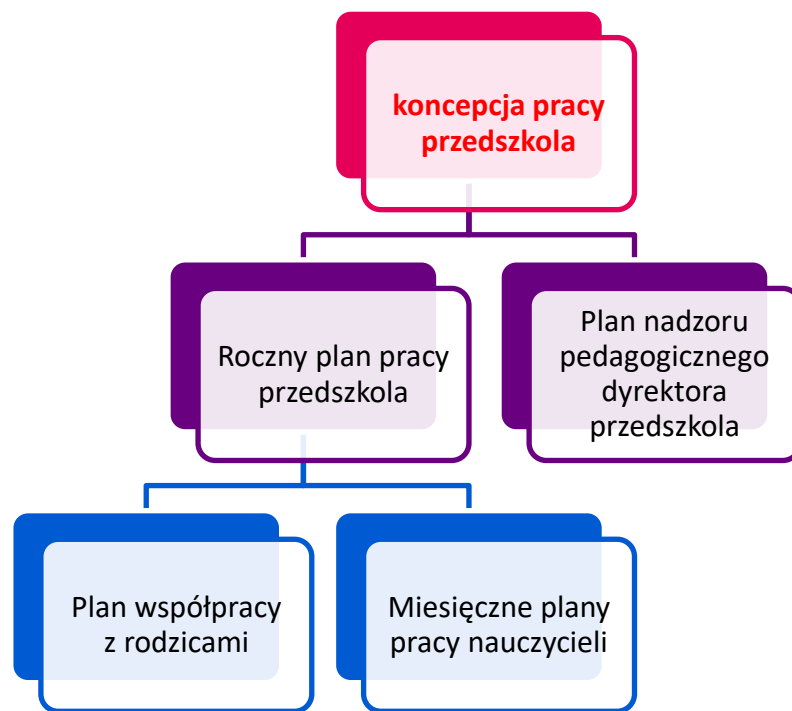 koncepcja pracy
przedszkola
Roczny plan pracy
przedszkola
Plan nadzoru
pedagogicznego
dyrektora
przedszkola
Plan współpracy
z rodzicami
Miesięczne plany
pracy nauczycieli